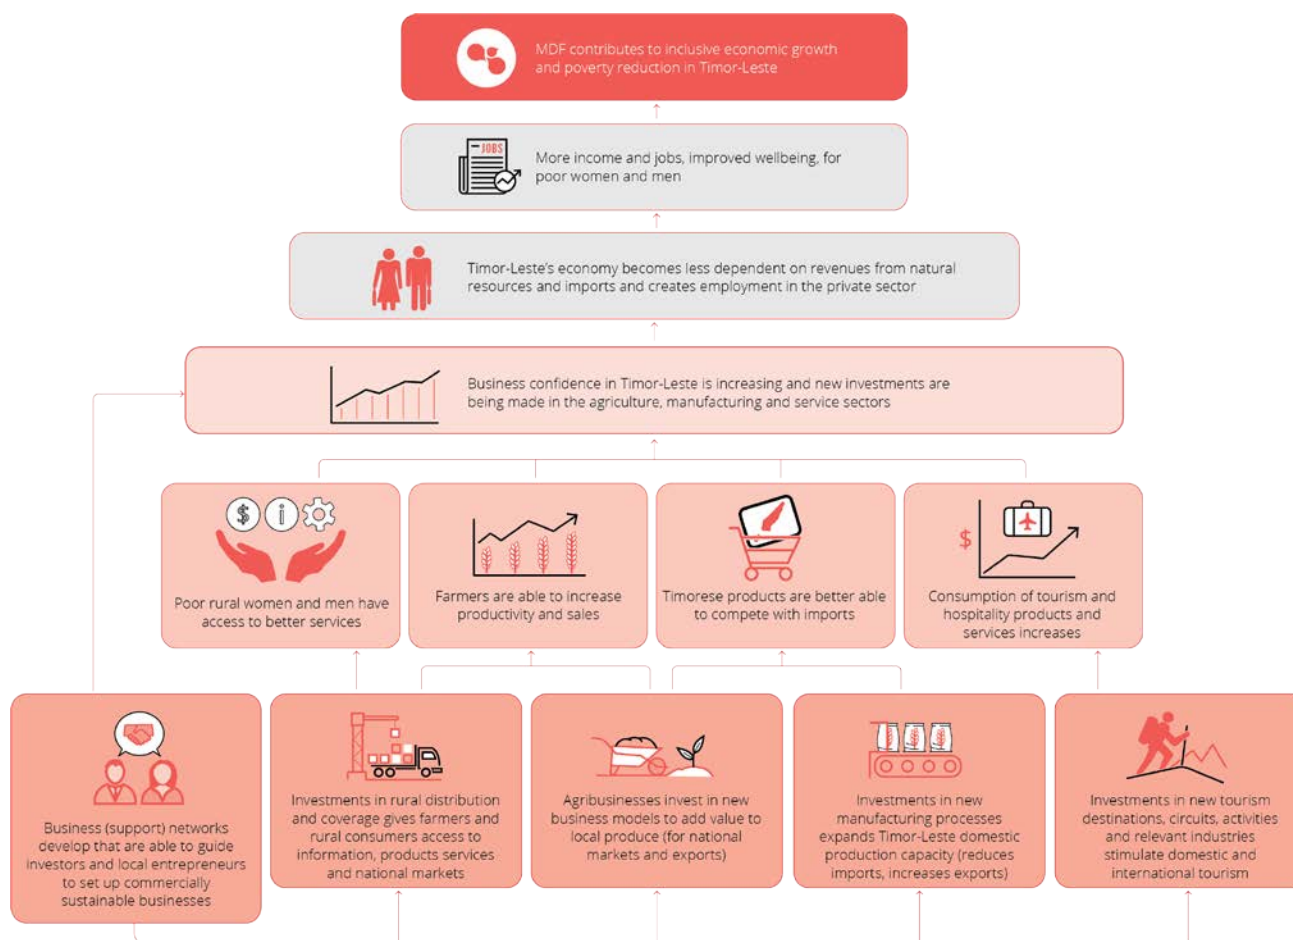 MDF contributes to inclusive economic growth
and poverty reduction in Timor-Leste
JOBS
More income and jobs, improved wellbeing, for
poor women and men
Timor-Leste's economy becomes less dependent on revenues from natural
resources and imports and creates employment in the private sector
Business confidence in Timor-Leste is increasing and new investments are
being made in the agriculture, manufacturing and service sectors
$ i
Poor rural women and men have
access to better services
Farmers are able to increase
productivity and sales
Timorese products are better able
to compete with imports
$
Consumption of tourism and
hospitality products and
services increases
Business (support) networks
develop that are able to guide
investors and local entrepreneurs
to set up commercially
sustainable businesses
Investments in rural distribution
and coverage gives farmers and
rural consumers access to
information, products services
and national markets
Agribusinesses invest in new
business models to add value to
local produce (for national
markets and exports)
Investments in new
manufacturing processes
expands Timor-Leste domestic
production capacity (reduces
imports, increases exports)
Investments in new tourism
destinations, circuits, activities
and relevant industries
stimulate domestic and
international tourism